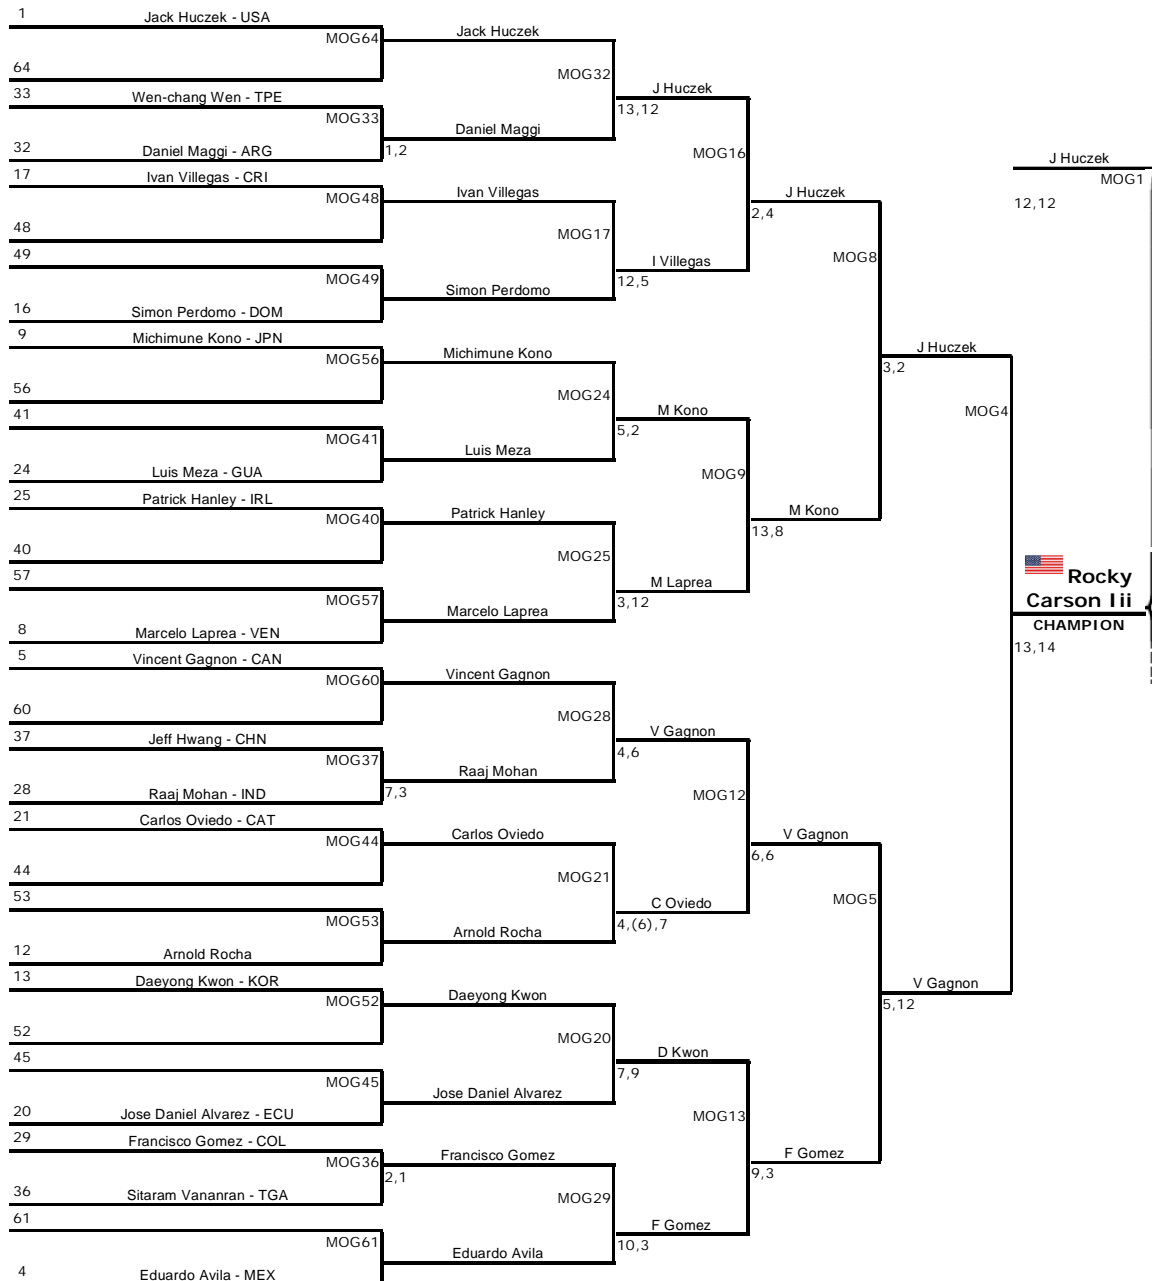 1
Jack Huczek - USA
MOG64
64
33
Wen-chang Wen - TPE
MOG33
32
Daniel Maggi - ARG
17
Ivan Villegas - CRI
MOG48
48
49
MOG49
16
Simon Perdomo - DOM
9
Michimune Kono - JPN
MOG56
56
41
MOG41
24
Luis Meza - GUA
25
Patrick Hanley - IRL
MOG40
40
57
MOG57
8
Marcelo Laprea - VEN
5
Vincent Gagnon - CAN
MOG60
60
37
Jeff Hwang - CHN
MOG37
28
Raaj Mohan - IND
21
Carlos Oviedo - CAT
MOG44
44
53
MOG53
12
Arnold Rocha
13
Daeyong Kwon - KOR
MOG52
52
45
MOG45
20
Jose Daniel Alvarez - ECU
29
Francisco Gomez - COL
MOG36
36
Sitaram Vananran - TGA
61
MOG61
4
Eduardo Avila - MEX
Jack Huczek
MOG32
Daniel Maggi
1,2
Ivan Villegas
MOG17
Simon Perdomo
Michimune Kono
MOG24
Luis Meza
Patrick Hanley
MOG25
Marcelo Laprea
Vincent Gagnon
MOG28
Raaj Mohan
7,3
Carlos Oviedo
MOG21
Arnold Rocha
Daeyong Kwon
MOG20
Jose Daniel Alvarez
Francisco Gomez
2,1
MOG29
Eduardo Avila
J Huczek
13,12
MOG16
I Villegas
12,5
M Kono
5,2
MOG9
M Laprea
3,12
V Gagnon
4,6
MOG12
C Oviedo
4,(6),7
D Kwon
7,9
MOG13
F Gomez
10,3
J Huczek
2,4
MOG8
M Kono
13,8
V Gagnon
6,6
MOG5
F Gomez
9,3
J Huczek
3,2
MOG4
V Gagnon
5,12
J Huczek
MOG1
12,12
Rocky
Carson Iii
CHAMPION
13,14